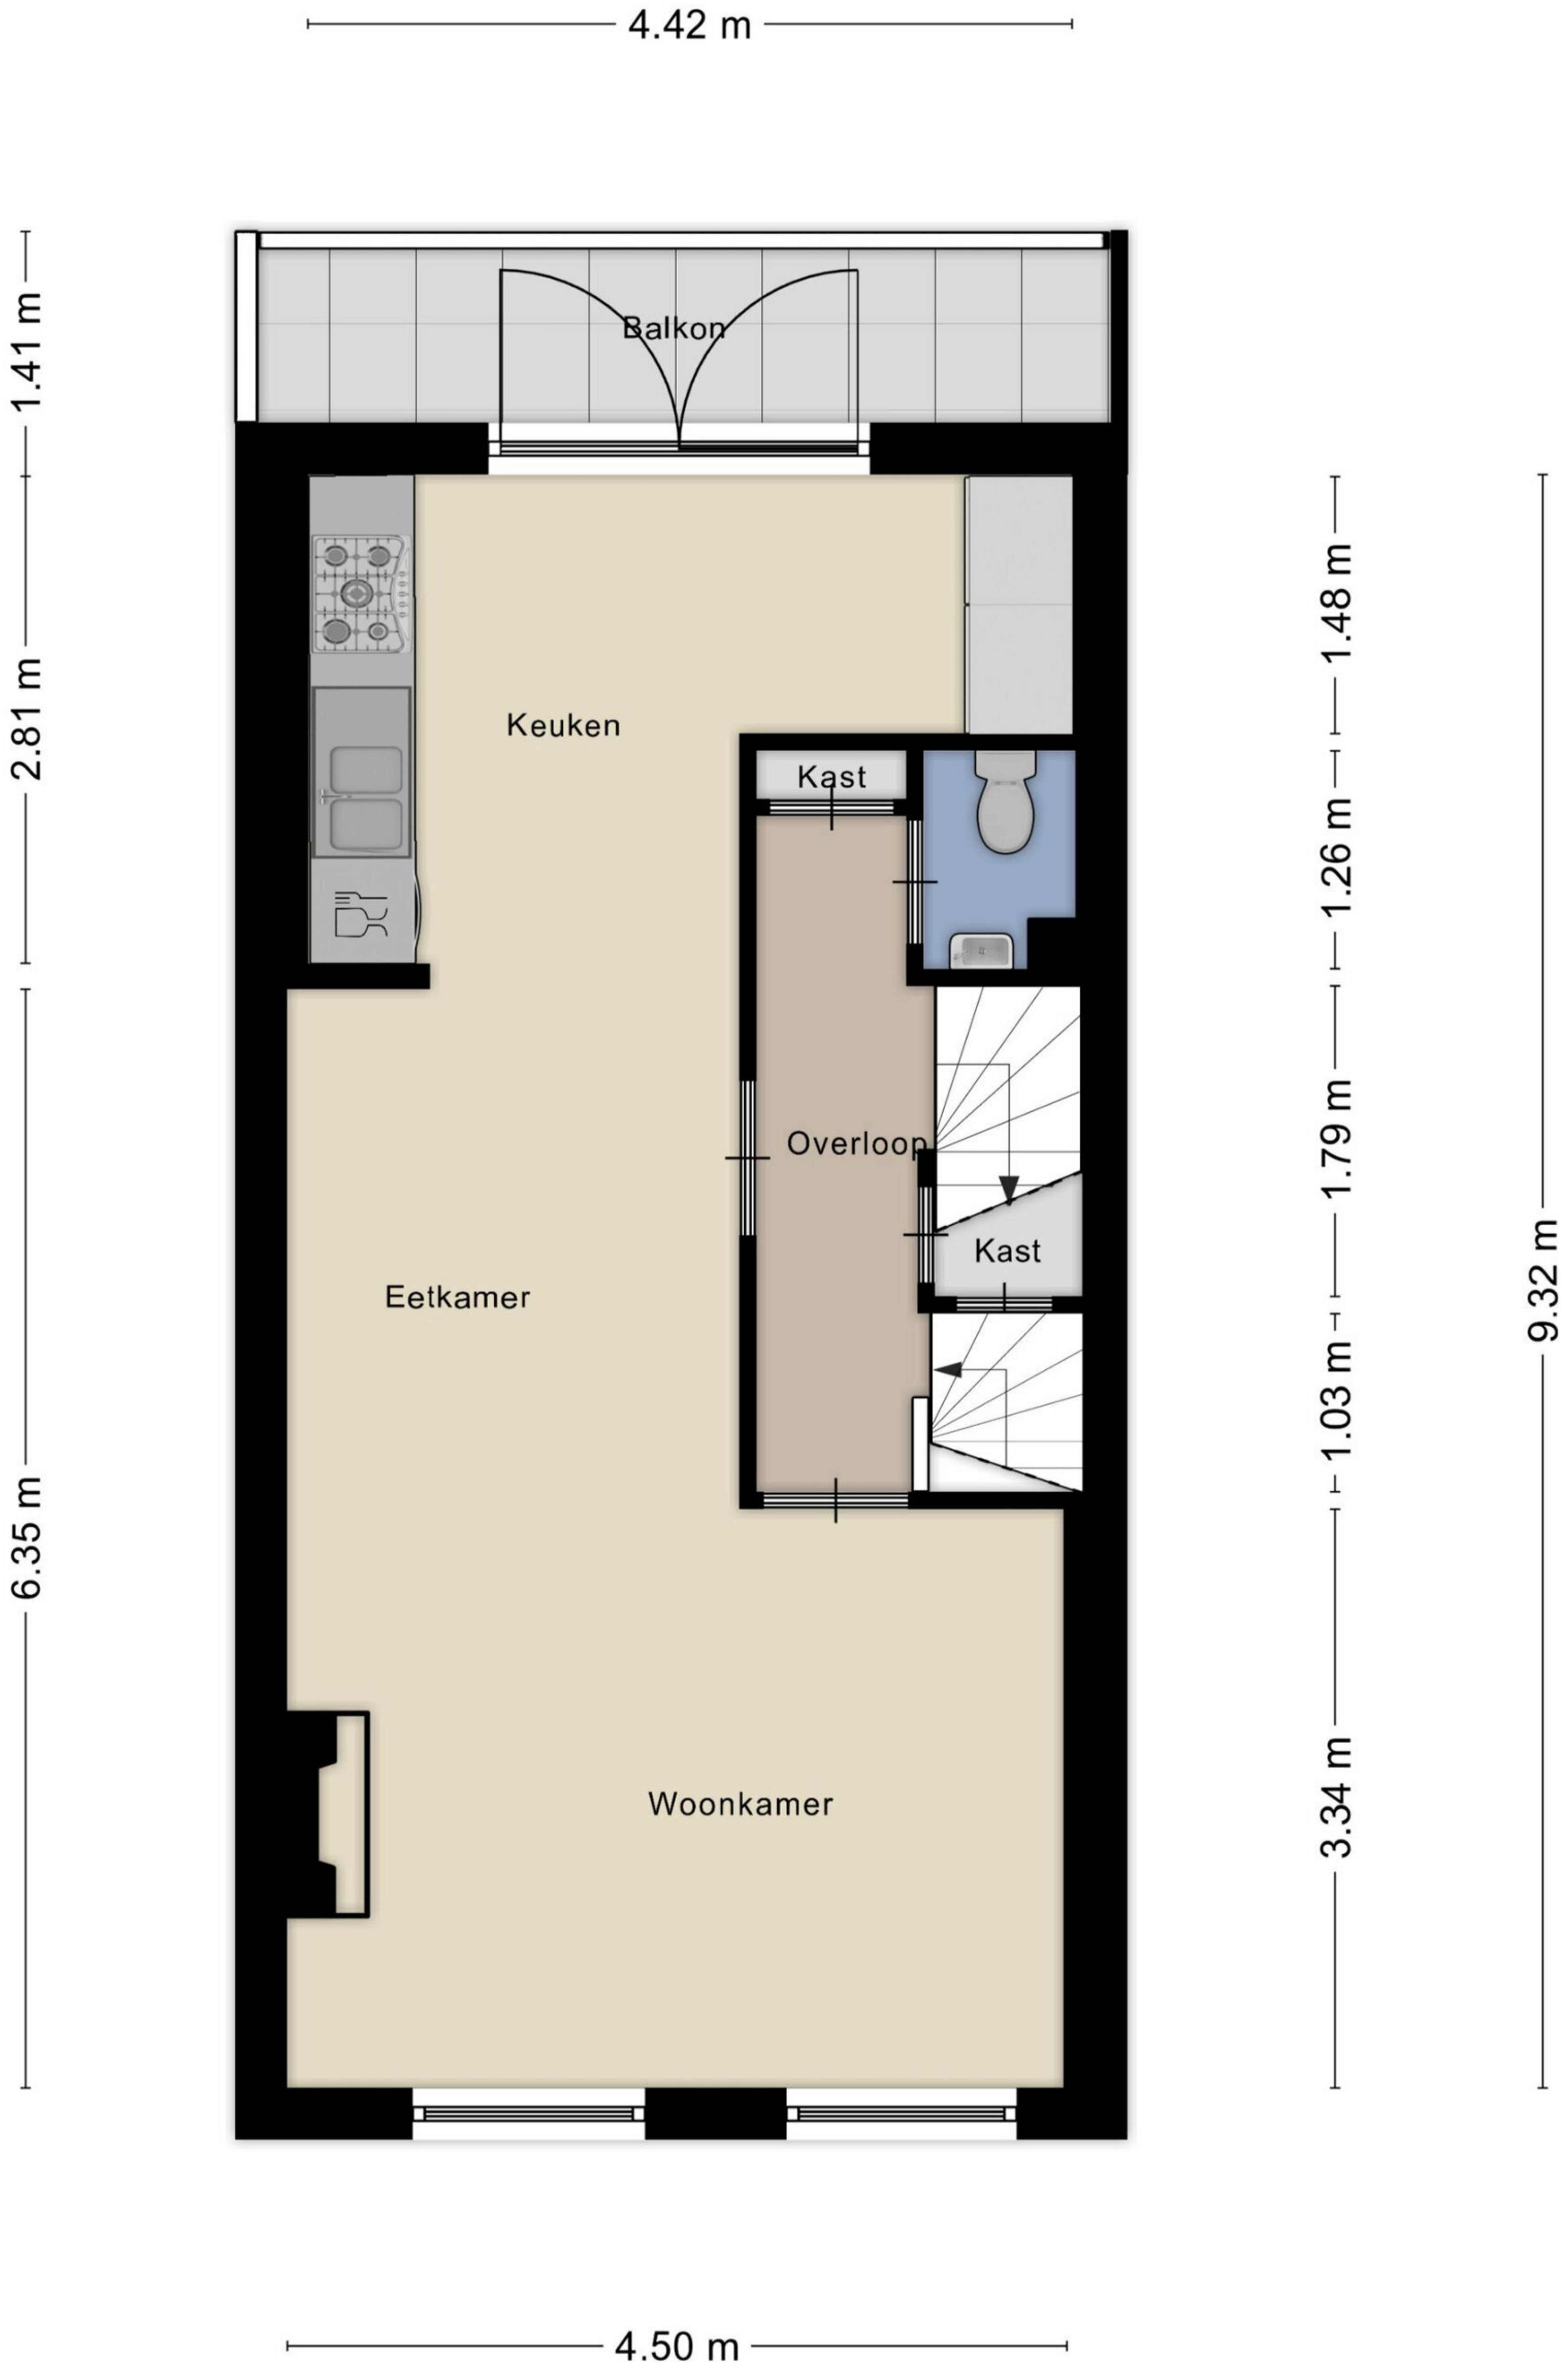 4.42 m
1.41 m
Balkon
2.81 m
1.48 m
Keuken
Kast
1.26 m
Overloop
1.79 m
Kast
9.32 m
Eetkamer
1.03 m
6.35 m
Woonkamer
3.34 m
4.50 m